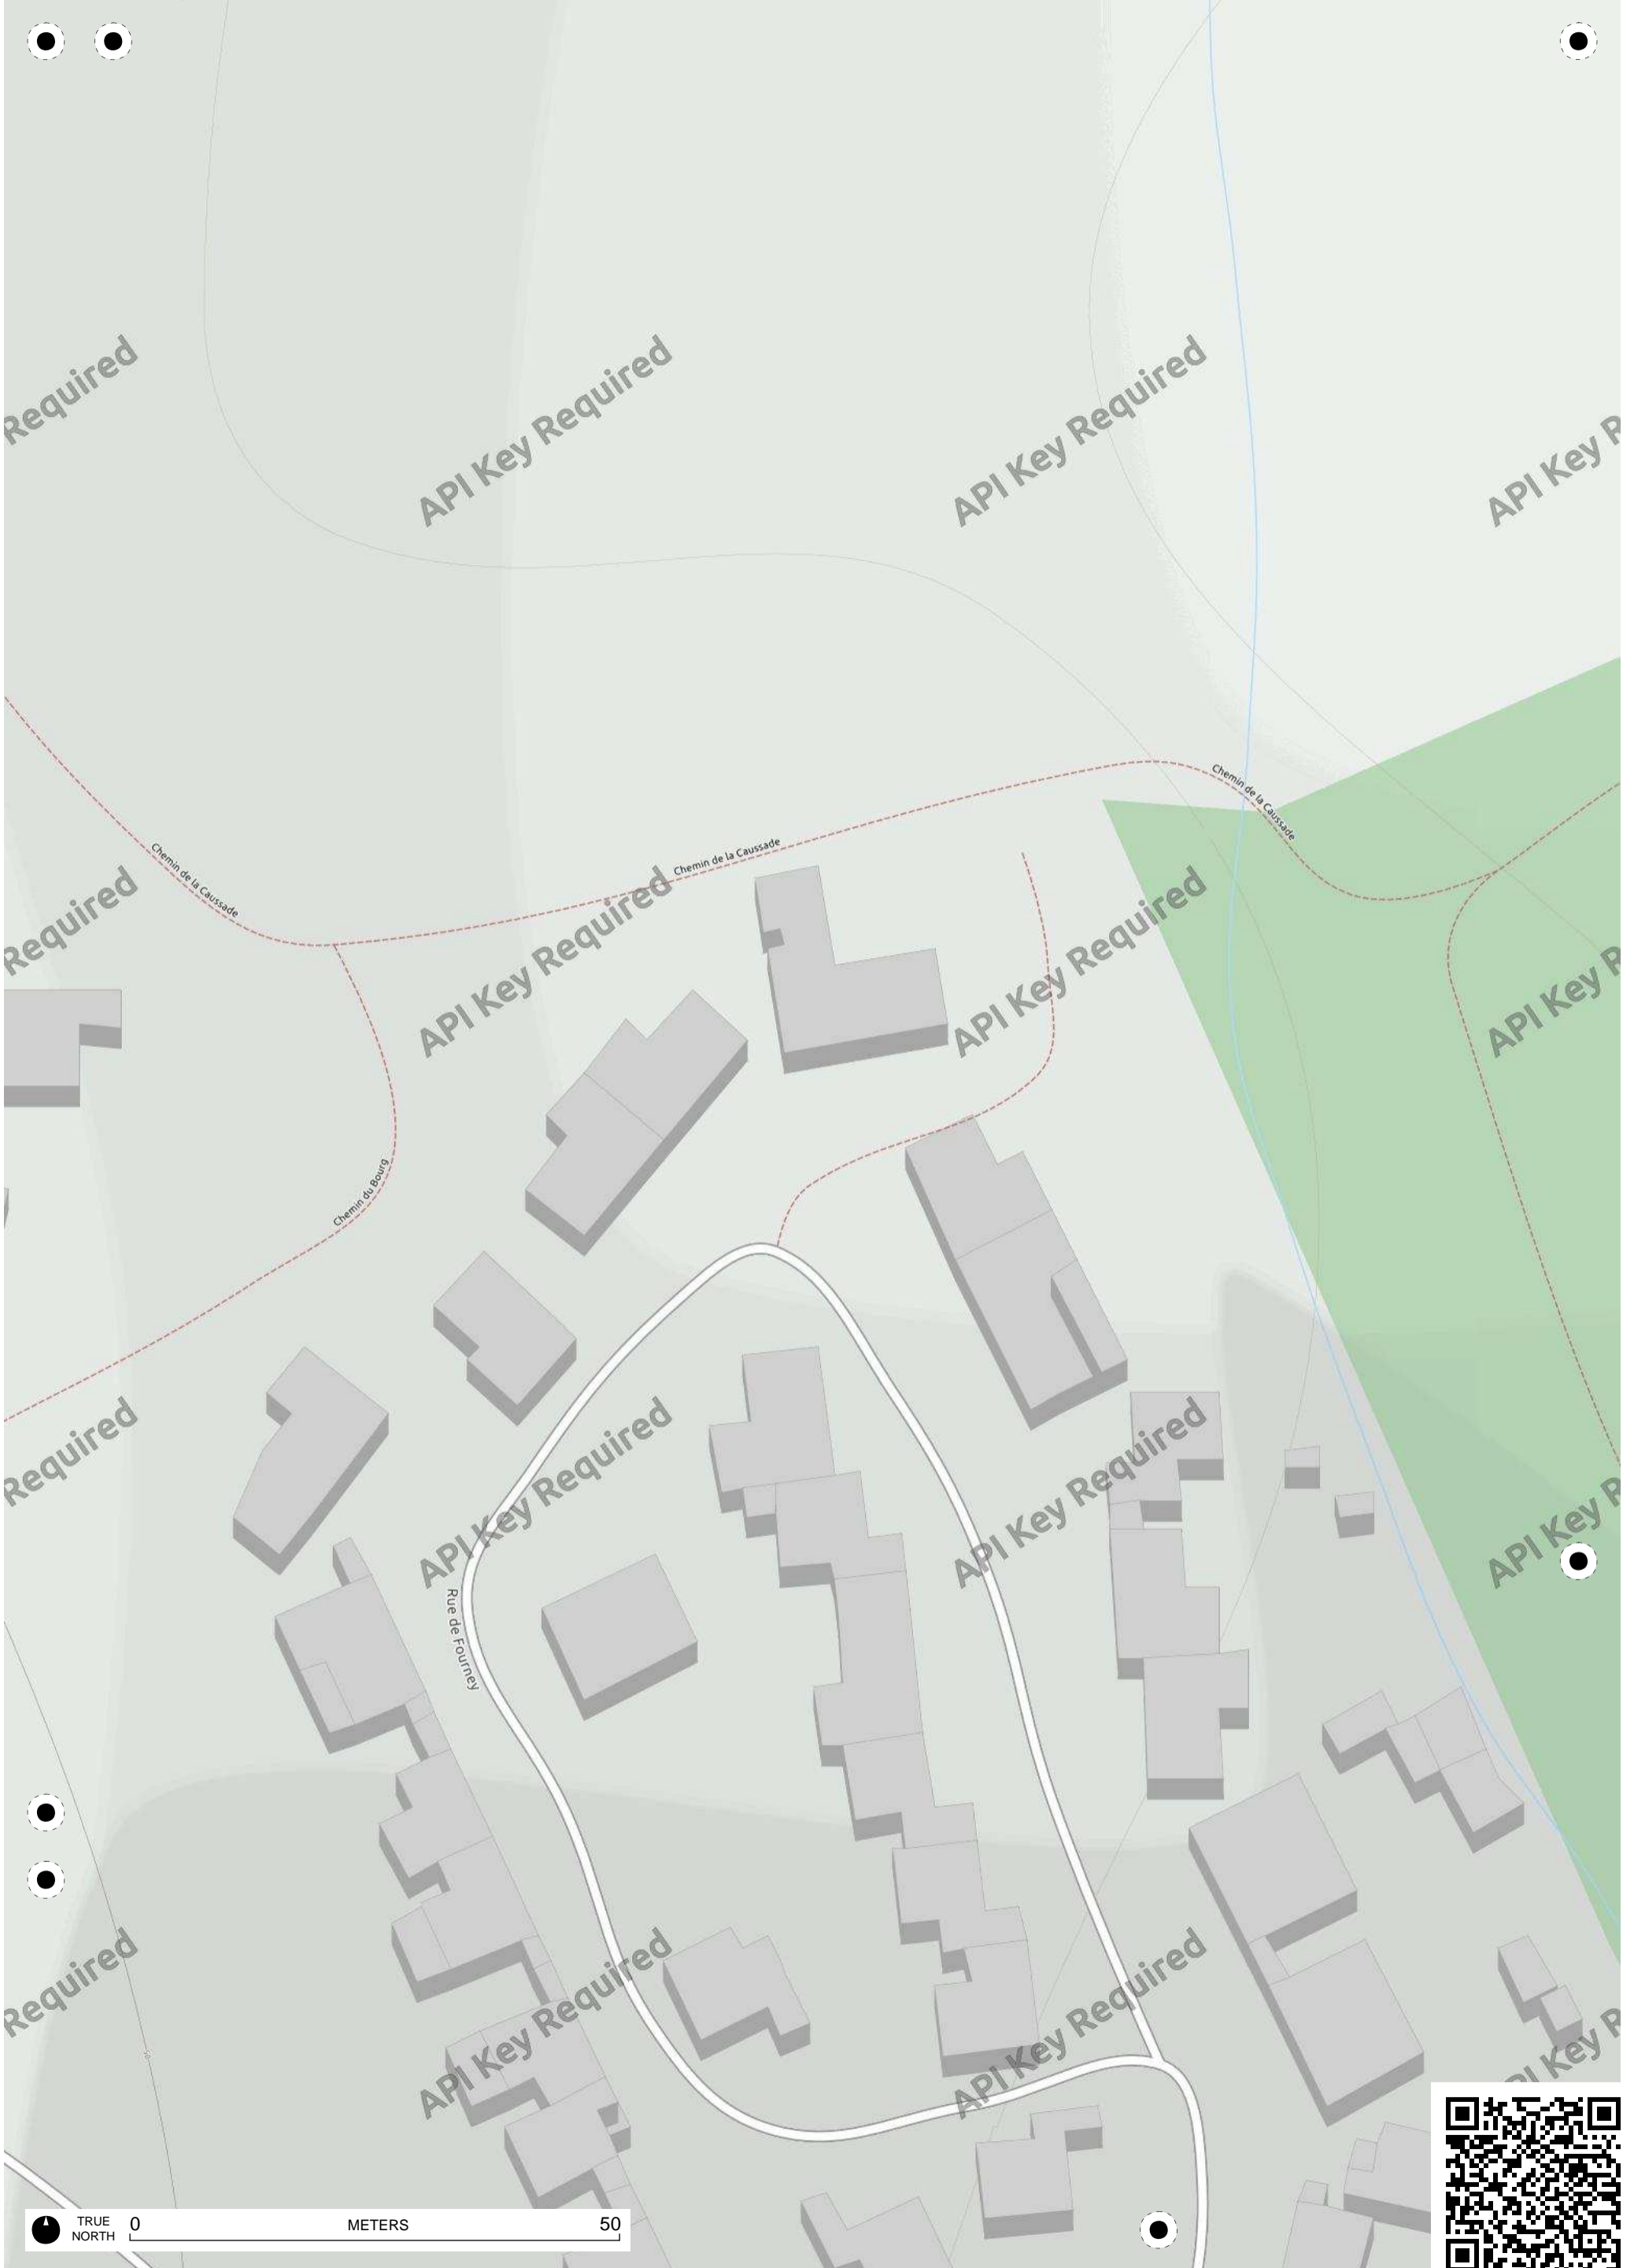 Required
API Key Required
API Key Required
API Key R
Chemin de la Caussade
Chemin de la Caussade
Chemin de la Caussade
Required
API Key Required
API Key Required
API Key R
Chemin du Bourg
Required
API Key Required
API Key Required
API Key R
Rue de Fourney
Required
API Key Required
API Key Required
Key R
50
TRUE
NORTH
0
METERS
50